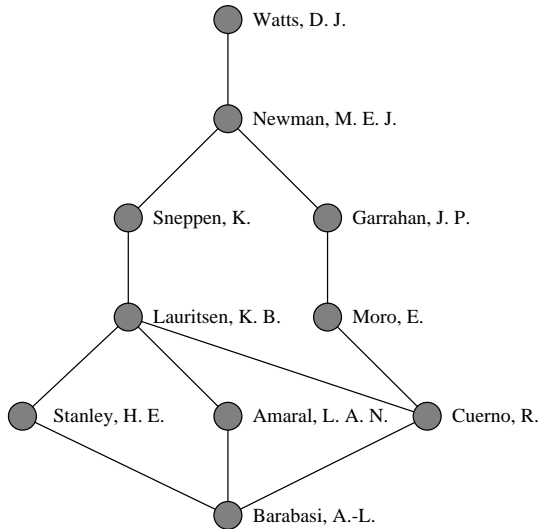 Watts, D. J.
Newman, M. E. J.
Sneppen, K.
Garrahan, J. P.
Lauritsen, K. B.
Moro, E.
Stanley, H. E.
Amaral, L. A. N.
Cuerno, R.
Barabasi, A.-L.